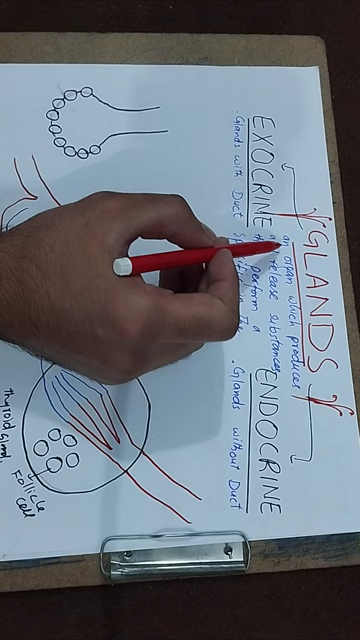 GLANDS
an organ which produces
release substances
perform a
EXOCRINE
ENDOCRINE
. Glands with Duct
. Glands without Duct
Thyroid Gland.
Follicle
cell